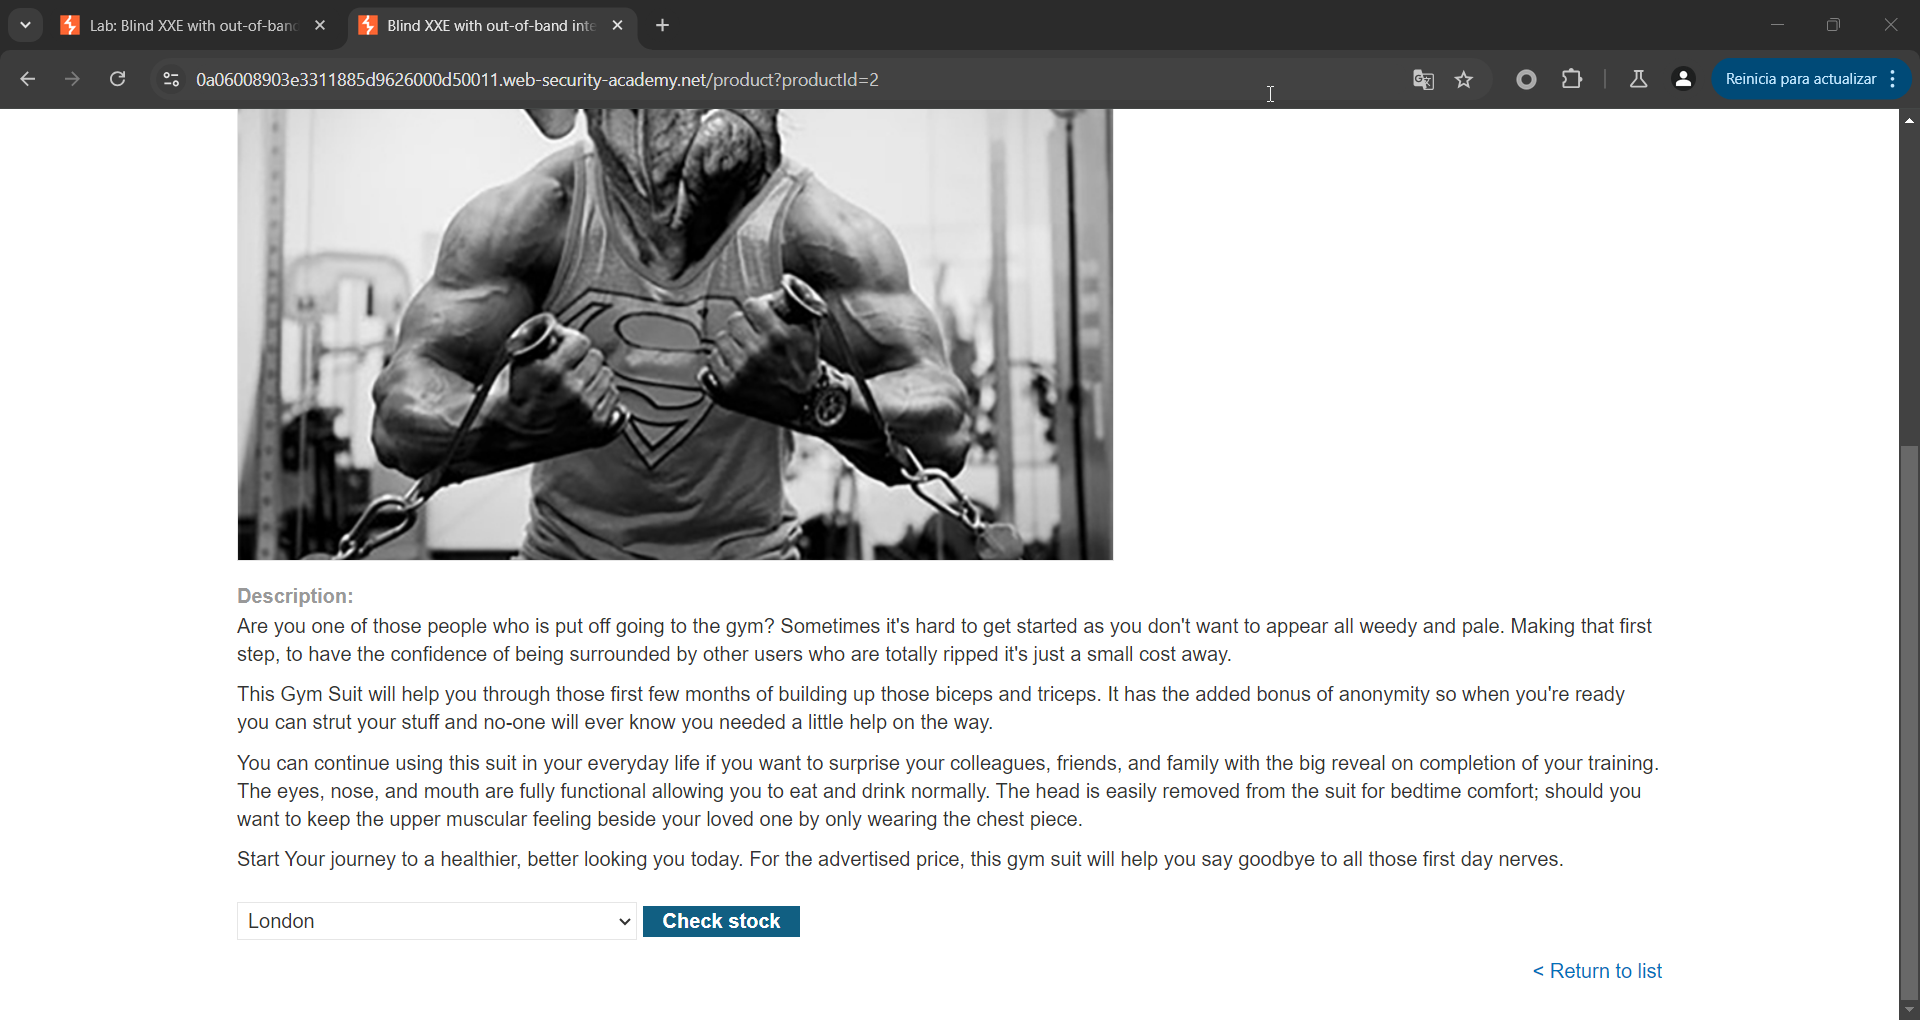 Lab: Blind XXE with out-of-banc
Blind XXE with out-of-band inte
0a06008903e3311885d9626000d50011.web-security-academy.net/product?productId=2
Reinicia para actualizar
Description:
Are you one of those people who is put off going to the gym? Sometimes it's hard to get started as you don't want to appear all weedy and pale. Making that first
step, to have the confidence of being surrounded by other users who are totally ripped it's just a small cost away.
This Gym Suit will help you through those first few months of building up those biceps and triceps. It has the added bonus of anonymity so when you're ready
you can strut your stuff and no-one will ever know you needed a little help on the way.
You can continue using this suit in your everyday life if you want to surprise your colleagues, friends, and family with the big reveal on completion of your training.
The eyes, nose, and mouth are fully functional allowing you to eat and drink normally. The head is easily removed from the suit for bedtime comfort; should you
want to keep the upper muscular feeling beside your loved one by only wearing the chest piece.
Start Your journey to a healthier, better looking you today. For the advertised price, this gym suit will help you say goodbye to all those first day nerves.
London
Check stock
< Return to list